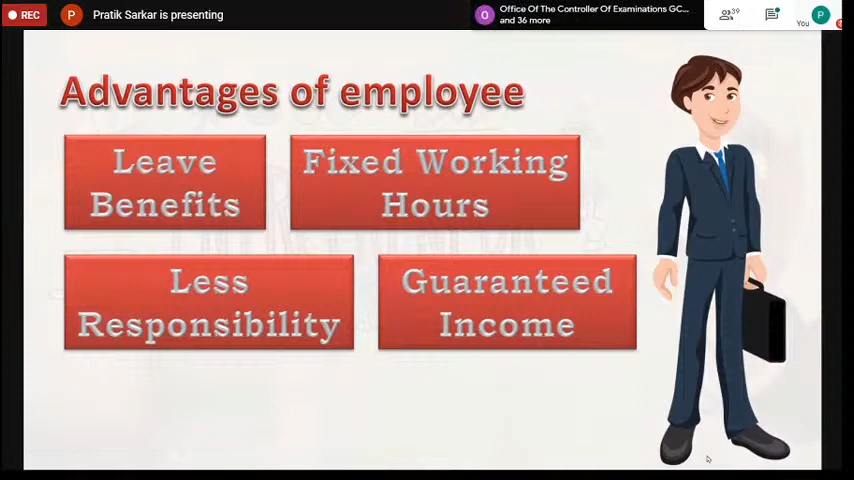 REC
P
Pratik Sarkar is presenting
O
Office Of The Controller Of Examinations GC...
and 36 more
39
You
P
Advantages of employee
Leave
Benefits
Fixed Working
Hours
Less
Responsibility
Guaranteed
Income